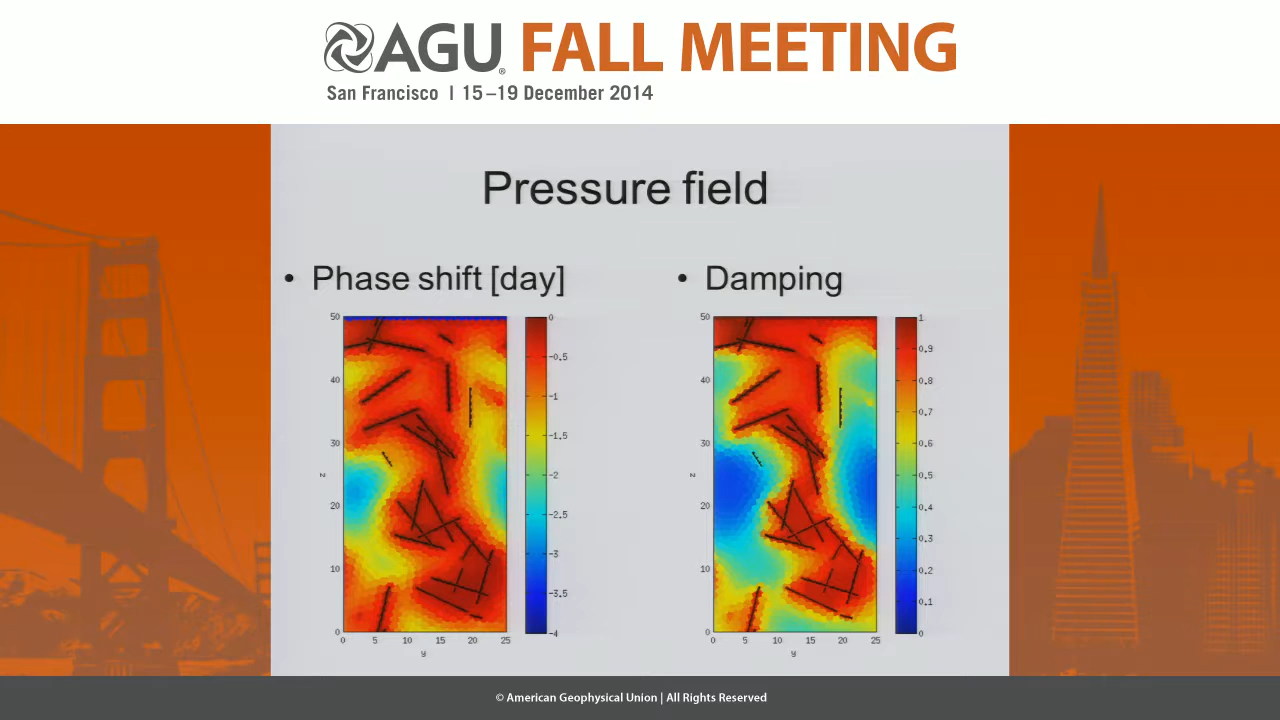 AGU® FALL MEETING
San Francisco | 15–19 December 2014
Pressure field
• Phase shift [day]
• Damping
50
40
30
20
10
0
z
0 5 10 15 20 25
y
0
-0.5
-1
-1.5
-2
-2.5
-3
-3.5
-4
50
40
30
20
10
0
z
0 5 10 15 20 25
y
1
0.9
0.8
0.7
0.6
0.5
0.4
0.3
0.2
0.1
0
© American Geophysical Union | All Rights Reserved